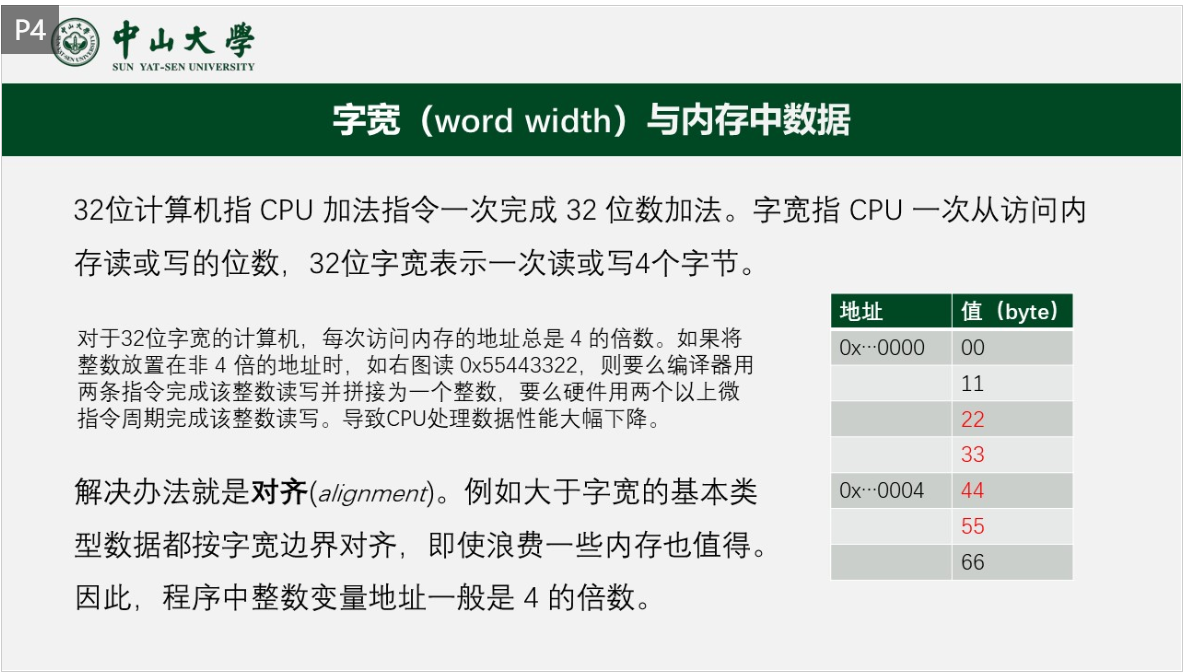 P4
中山大學
SUN YAT-SEN UNIVERSITY
字宽（word width）与内存中数据
32位计算机指 CPU 加法指令一次完成 32 位数加法。字宽指 CPU 一次从访问内
存读或写的位数，32位字宽表示一次读或写4个字节。
对于32位字宽的计算机，每次访问内存的地址总是 4 的倍数。如果将
整数放置在非 4 倍的地址时，如右图读 0x55443322，则要么编译器用
两条指令完成该整数读写并拼接为一个整数，要么硬件用两个以上微
指令周期完成该整数读写。导致CPU处理数据性能大幅下降。
解决办法就是对齐(alignment)。例如大于字宽的基本类
型数据都按字宽边界对齐，即使浪费一些内存也值得。
因此，程序中整数变量地址一般是 4 的倍数。
地址 值（byte）
0x…0000 00
11
22
33
0x…0004 44
55
66